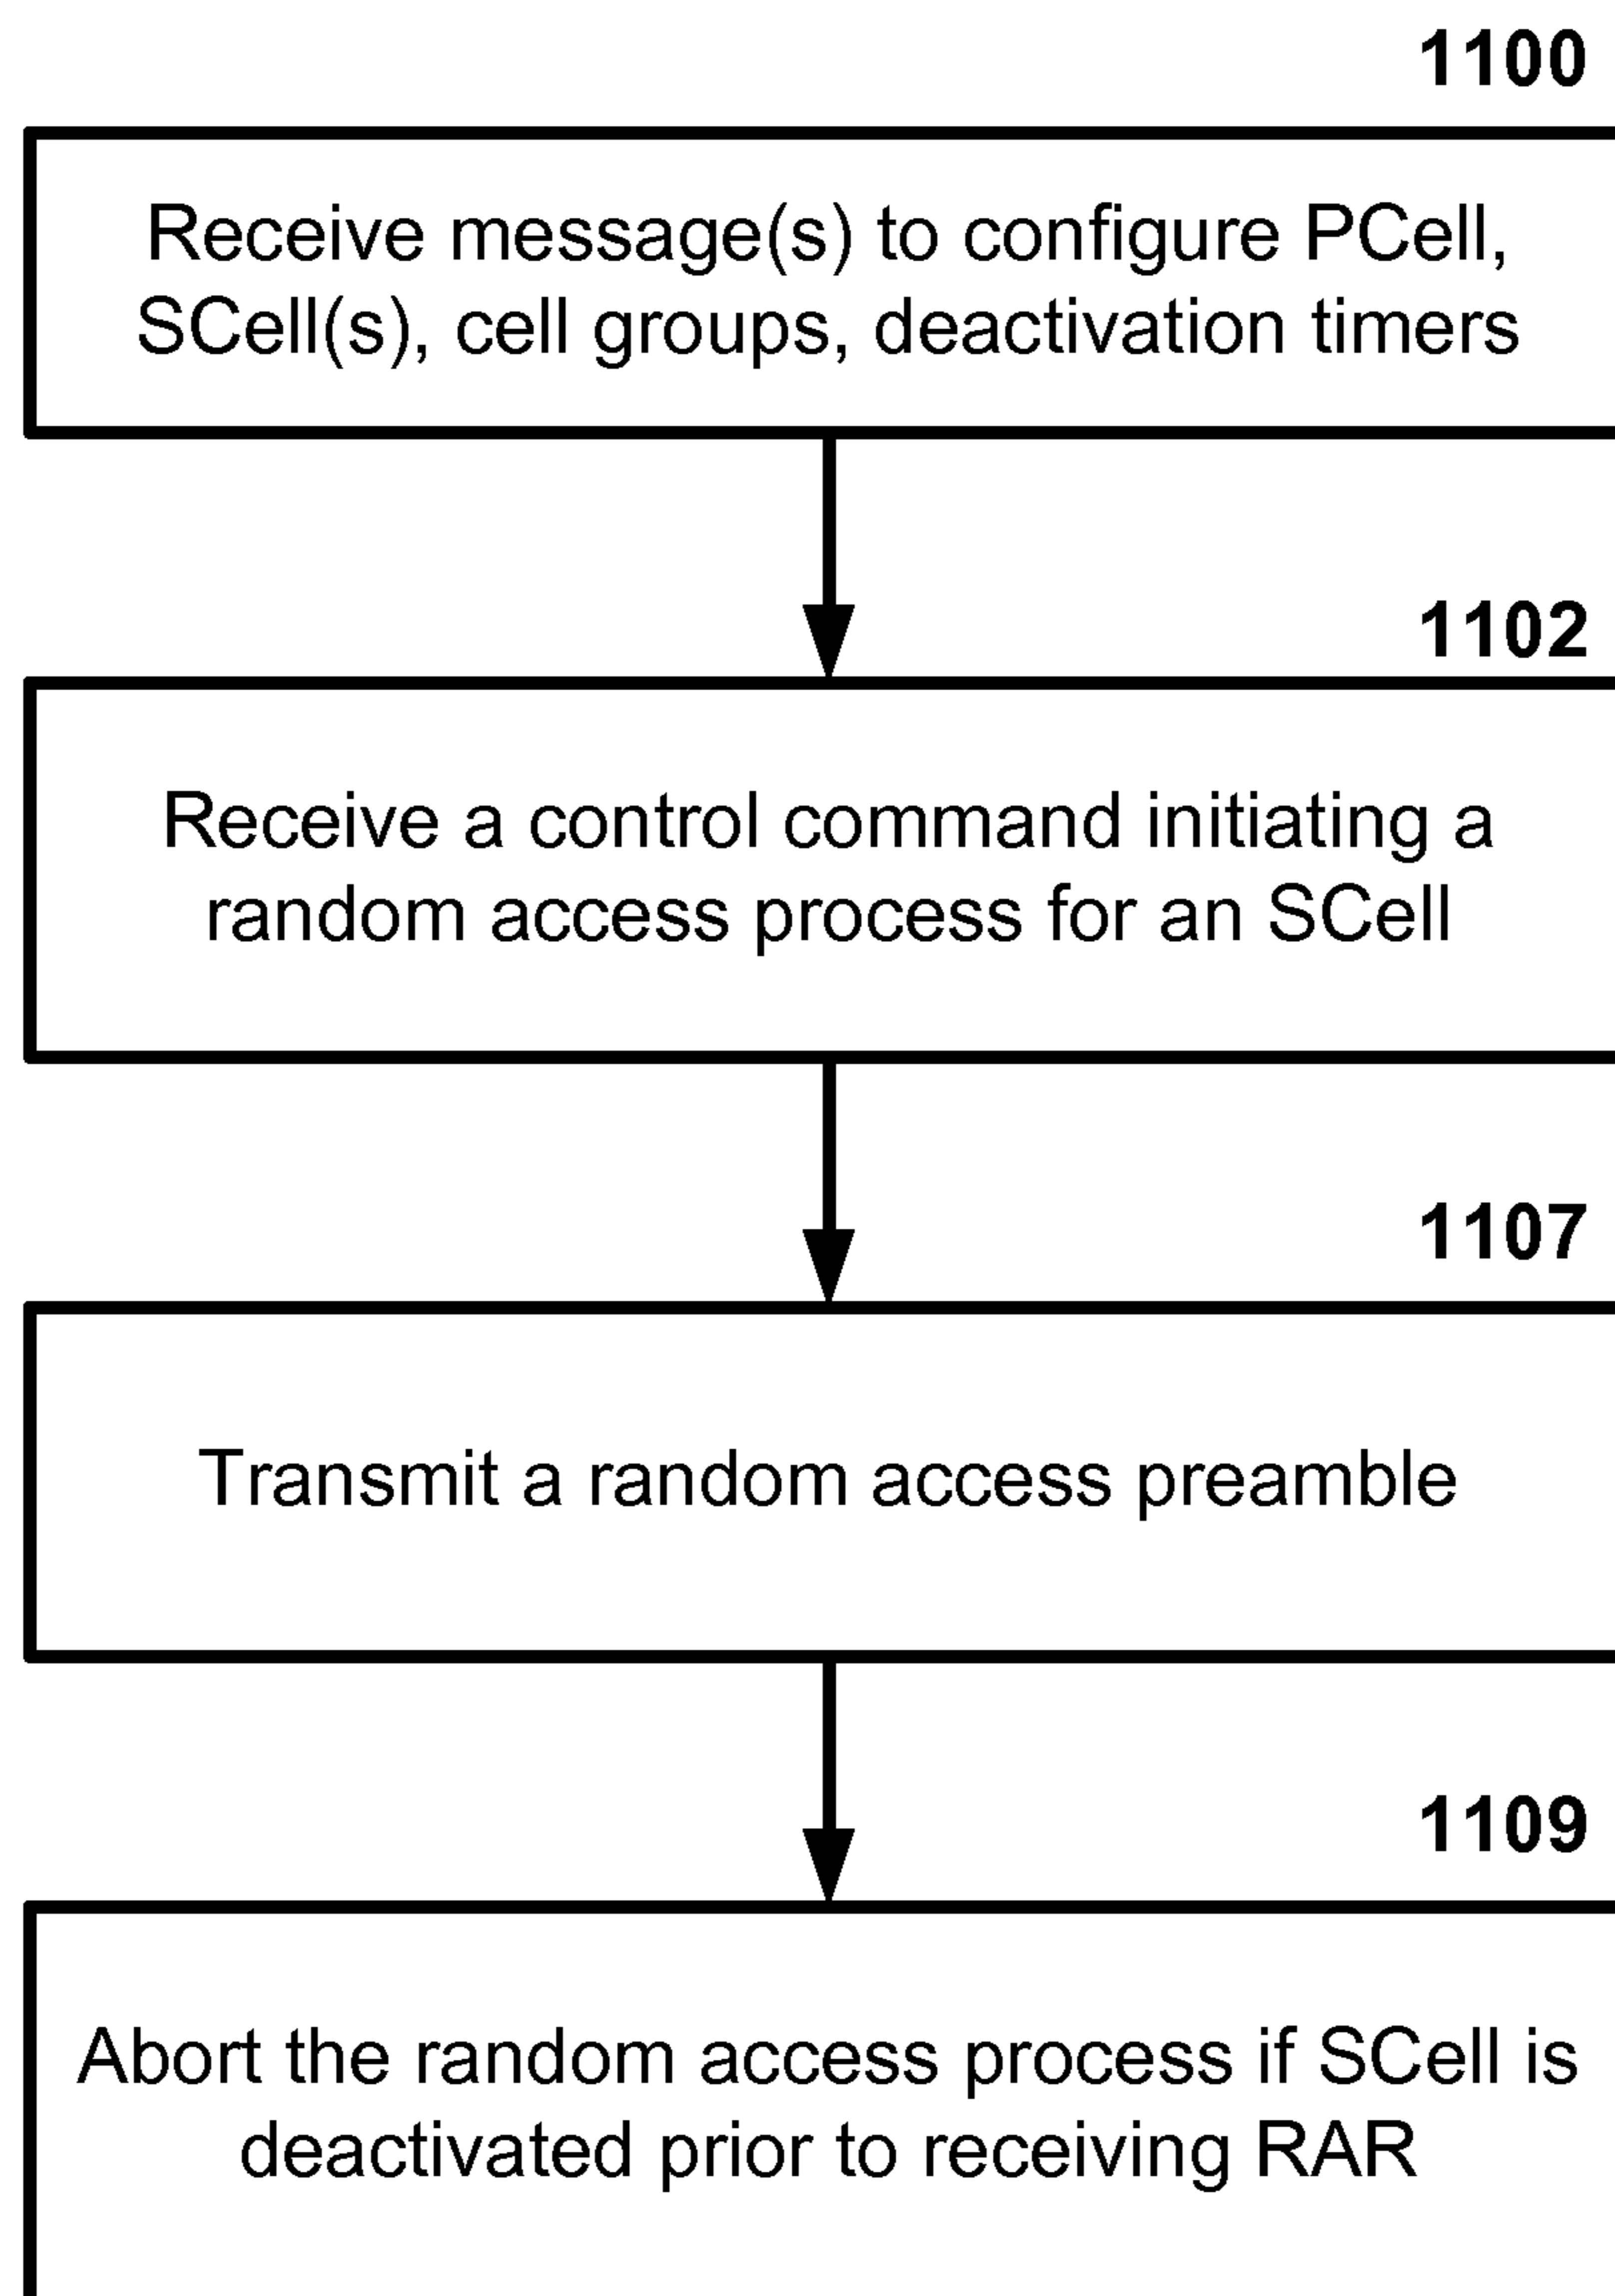 1100
Receive message(s) to configure PCell,
SCell(s), cell groups, deactivation timers
1102
Receive a control command initiating a
random access process for an SCell
1107
Transmit a random access preamble
1109
Abort the random access process if SCell is
deactivated prior to receiving RAR